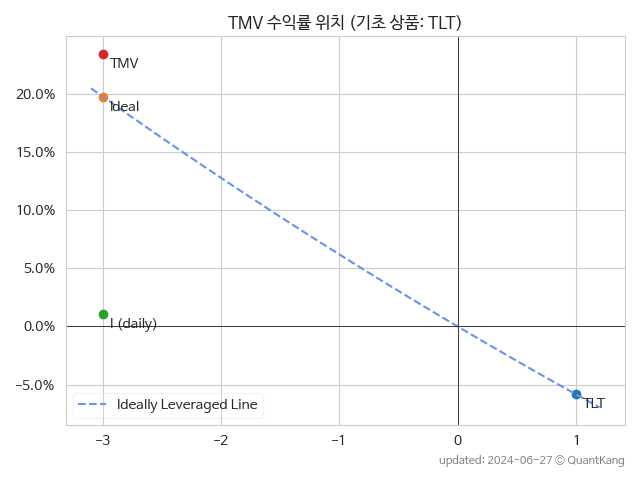 TMV 수익률 위치 (기초 상품: TLT)
20.0%
15.0%
10.0%
5.0%
0.0%
−5.0%
TMV
Ideal
I (daily)
TLT
Ideally Leveraged Line
−3
−2
−1
0
1
updated: 2024-06-27 © QuantKang